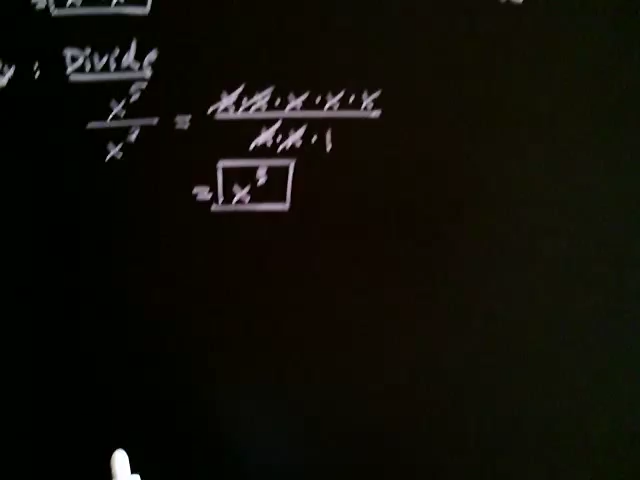 : Divide
x⁵/x² = x·x·x·x·x/x·x·1
= x³